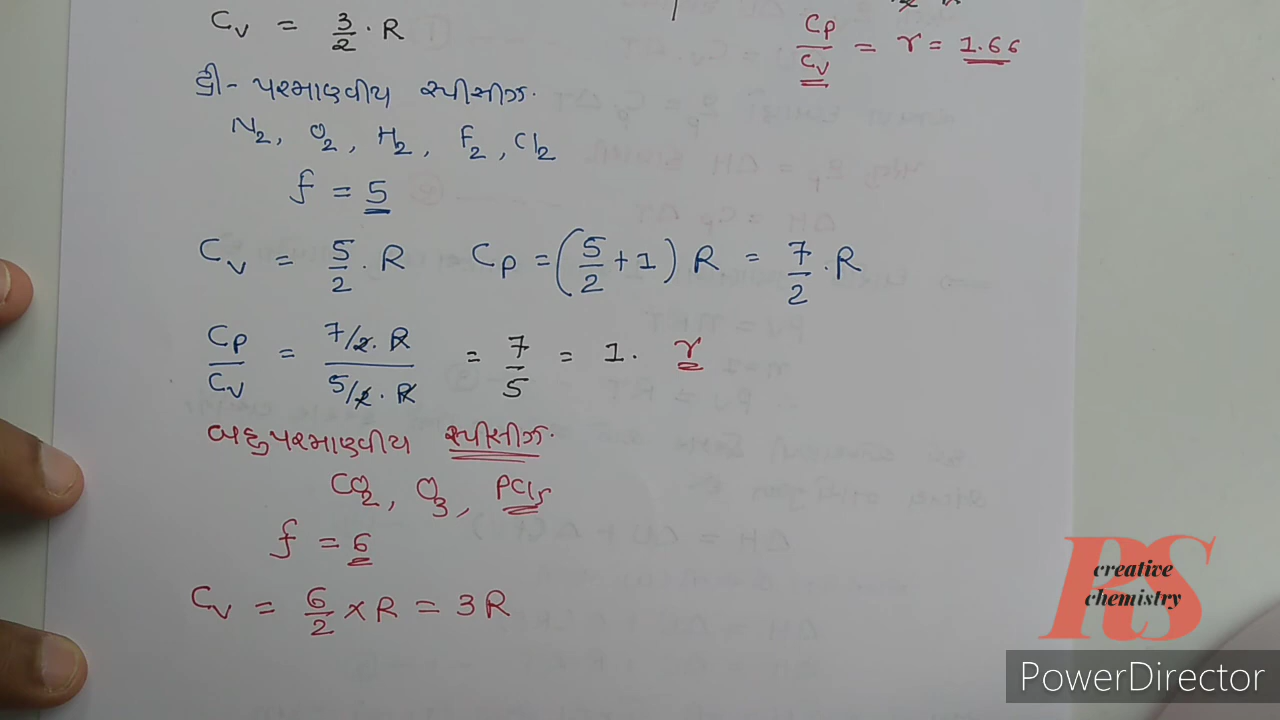 Cv = 3/2 · R
Cp/Cv = γ = 1.66
દ્વી- પરમાણ્વીય સ્પીસીઝ.
N2, O2, H2, F2, Cl2
f = 5
Cv = 5/2 · R Cp = (5/2 + 1) R = 7/2 · R
Cp/Cv = 7/2 · R / 5/2 · R = 7/5 = 1. γ
બહુપરમાણ્વીય સ્પીસીઝ.
CO2, O3, PCl5
f = 6
Cv = 6/2 × R = 3R
RS
creative
chemistry
PowerDirector